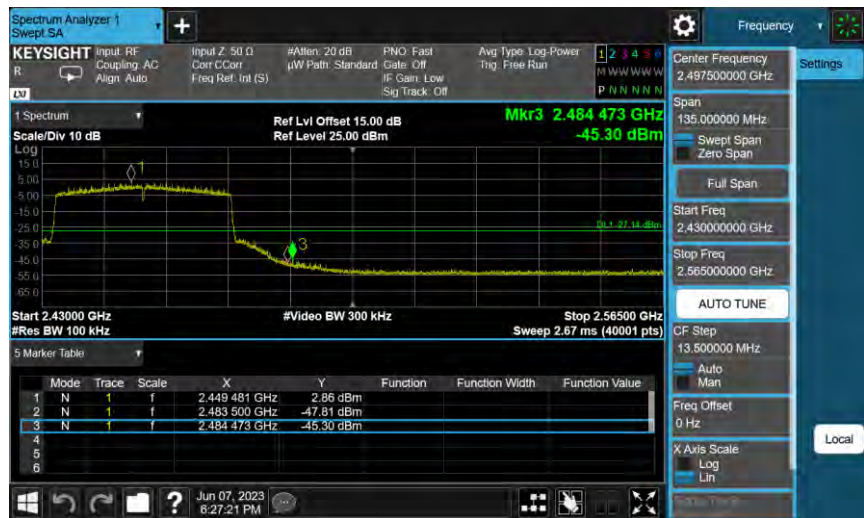 Spectrum Analyzer 1
Swept SA
+
Frequency
KEYSIGHT Input: RF Input Z: 50 Ω #Atten: 20 dB PNO: Fast Avg Type: Log-Power 1 2 3 4 5 6
R Coupling: AC Corr CCorr µW Path: Standard Gate: Off Trig: Free Run M W W W W W
Align: Auto Freq Ref: Int (S) IF Gain: Low
LXI Sig Track: Off P N N N N N
1 Spectrum
Scale/Div 10 dB
Ref Lvl Offset 15.00 dB
Ref Level 25.00 dBm
Mkr3 2.484 473 GHz
-45.30 dBm
Log
15.0
5.00
-5.00
-15.0
-25.0
-35.0
-45.0
-55.0
-65.0
1
3
DL1 -27.14 dBm
Start 2.43000 GHz #Video BW 300 kHz Stop 2.56500 GHz
#Res BW 100 kHz Sweep 2.67 ms (40001 pts)
5 Marker Table
Mode Trace Scale X Y Function Function Width Function Value
1 N 1 f 2.449 481 GHz 2.86 dBm
2 N 1 f 2.483 500 GHz -47.81 dBm
3 N 1 f 2.484 473 GHz -45.30 dBm
4
5
6
Jun 07, 2023
6:27:21 PM
Center Frequency
2.497500000 GHz
Settings
Span
135.000000 MHz
Swept Span
Zero Span
Full Span
Start Freq
2.430000000 GHz
Stop Freq
2.565000000 GHz
AUTO TUNE
CF Step
13.500000 MHz
Auto
Man
Freq Offset
0 Hz
X Axis Scale
Log
Lin
Local